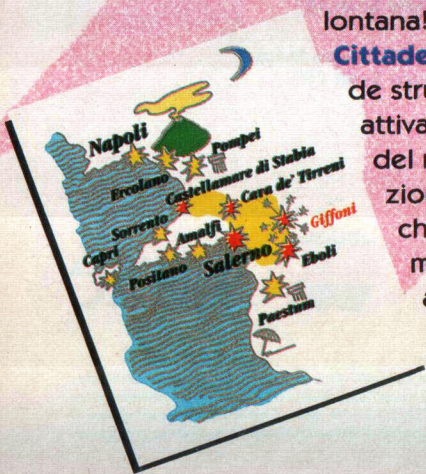 lontana!
Cittade
de stru
attiva
del r
zio
ch
m
a
Napoli
Pompei
Ercolano
Castellamare di Stabia
Cava de' Tirreni
Giffoni
Sorrento
Amalfi
Capri
Positano
Salerno
Eboli
Paestum